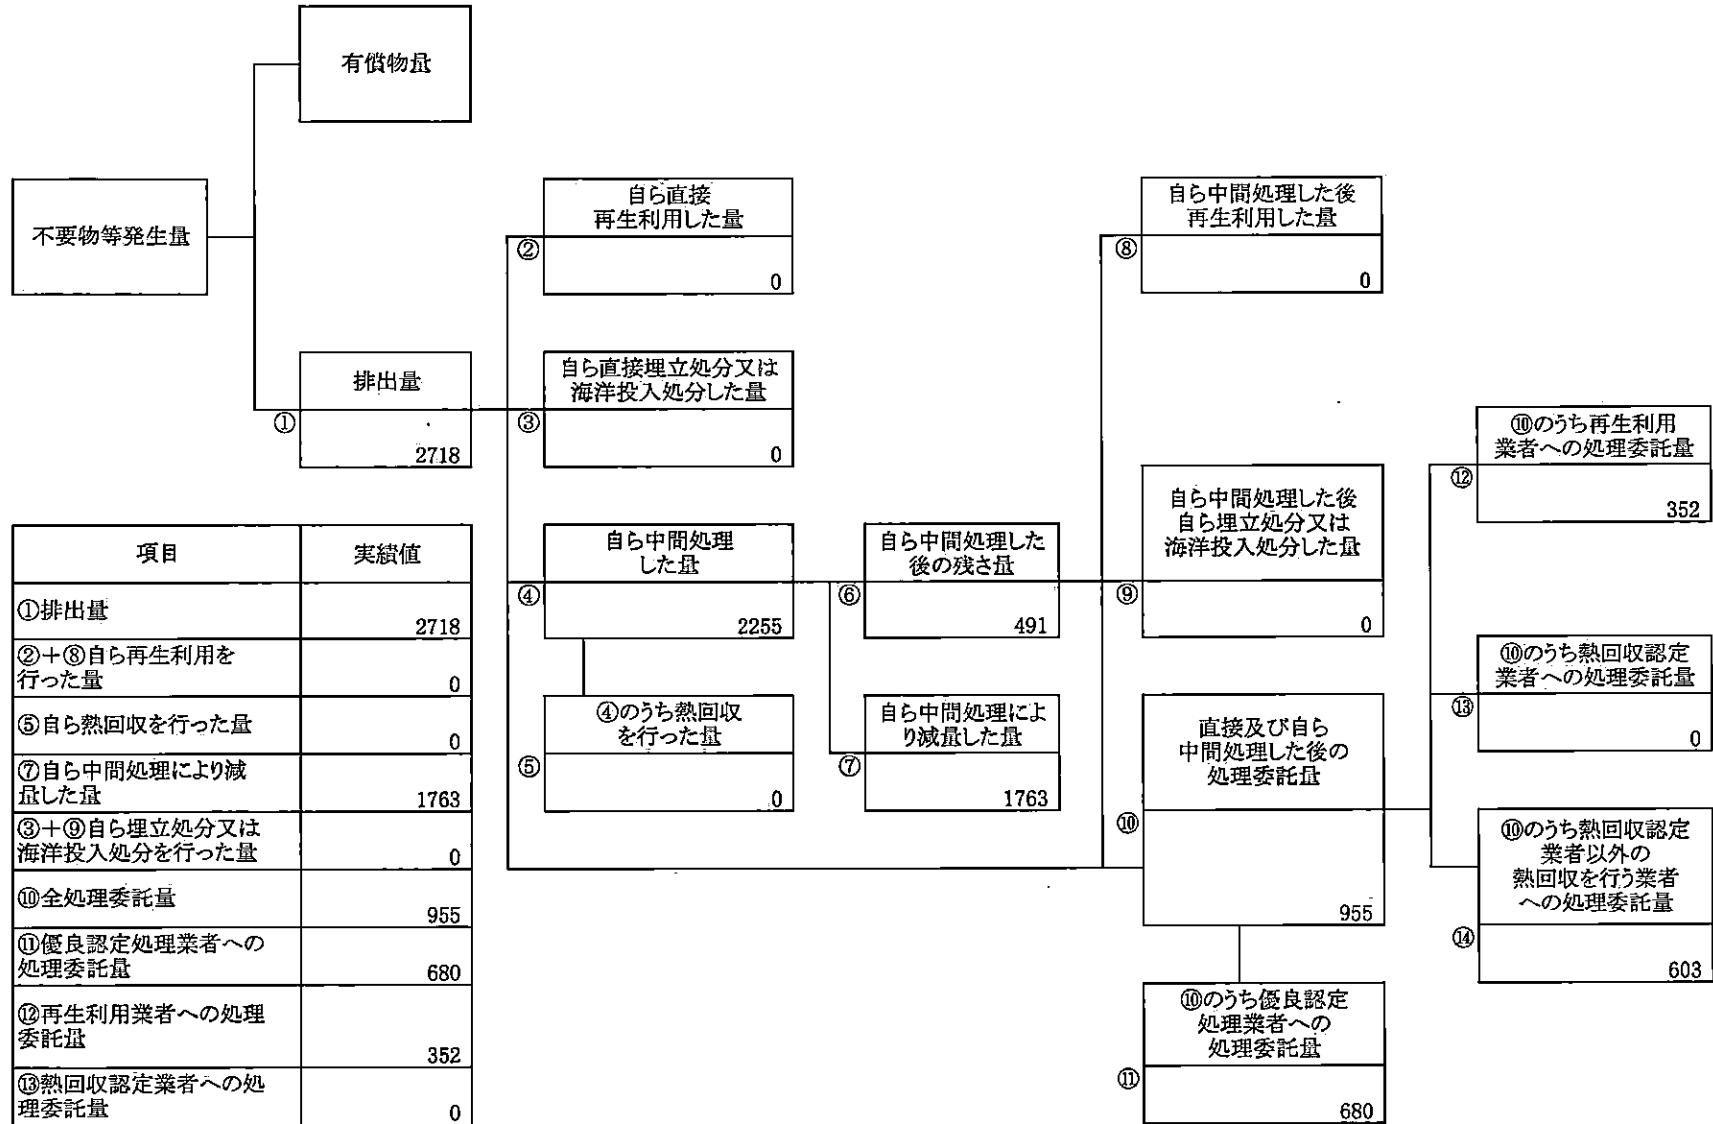 有償物量
不要物等発生量
自ら直接
再生利用した量
②
0
自ら中間処理した後
再生利用した量
⑧
0
排出量
①
2718
自ら直接埋立処分又は
海洋投入処分した量
③
0
⑩のうち再生利用
業者への処理委託量
⑫
352
自ら中間処理
した量
④
2255
自ら中間処理した
後の残さ量
⑥
491
自ら中間処理した後
自ら埋立処分又は
海洋投入処分した量
⑨
0
⑩のうち熱回収認定
業者への処理委託量
⑬
0
④のうち熱回収
を行った量
⑤
0
自ら中間処理によ
り減量した量
⑦
1763
直接及び自ら
中間処理した後の
処理委託量
⑩
955
⑩のうち熱回収認定
業者以外の
熱回収を行う業者
への処理委託量
⑭
603
⑩のうち優良認定
処理業者への
処理委託量
⑪
680
項目 実績値
①排出量
2718
②+⑧自ら再生利用を
行った量 0
⑤自ら熱回収を行った量
0
⑦自ら中間処理により減
量した量 1763
③+⑨自ら埋立処分又は
海洋投入処分を行った量 0
⑩全処理委託量
955
⑪優良認定処理業者への
処理委託量 680
⑫再生利用業者への処理
委託量
352
⑬熱回収認定業者への処
理委託量 0